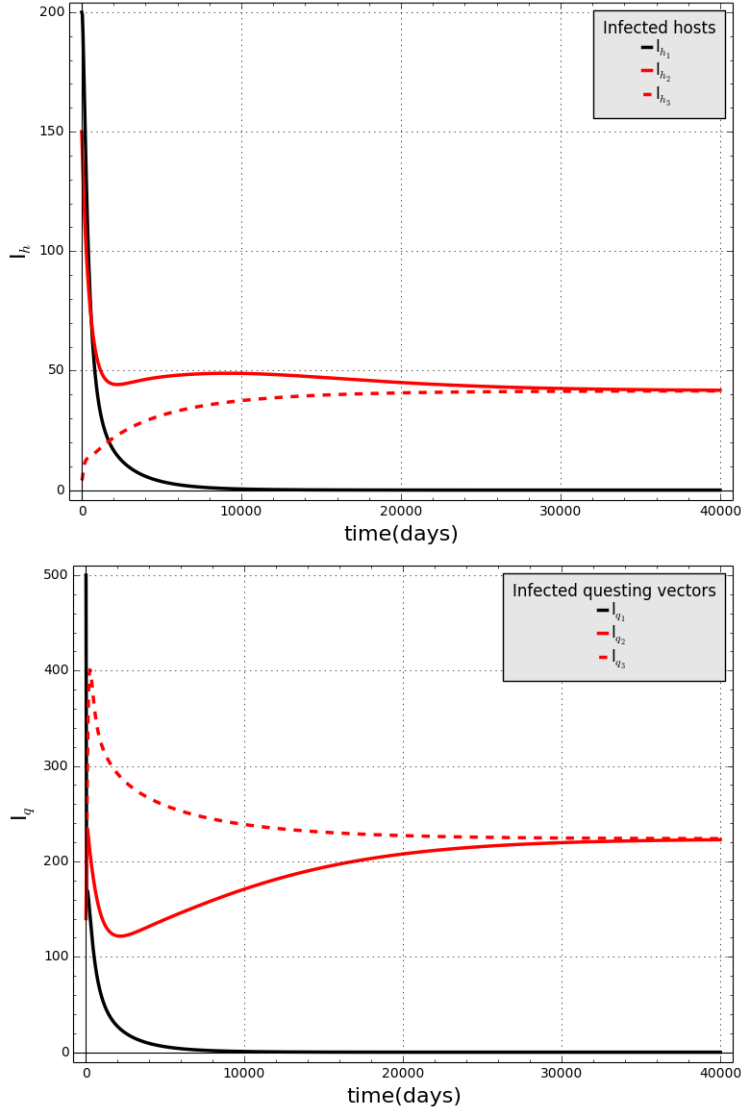 200
150
100
50
0
I_h
Infected hosts
I_{h_1}
I_{h_2}
I_{h_3}
0 10000 20000 30000 40000
time(days)
500
400
300
200
100
0
I_q
Infected questing vectors
I_{q_1}
I_{q_2}
I_{q_3}
0 10000 20000 30000 40000
time(days)